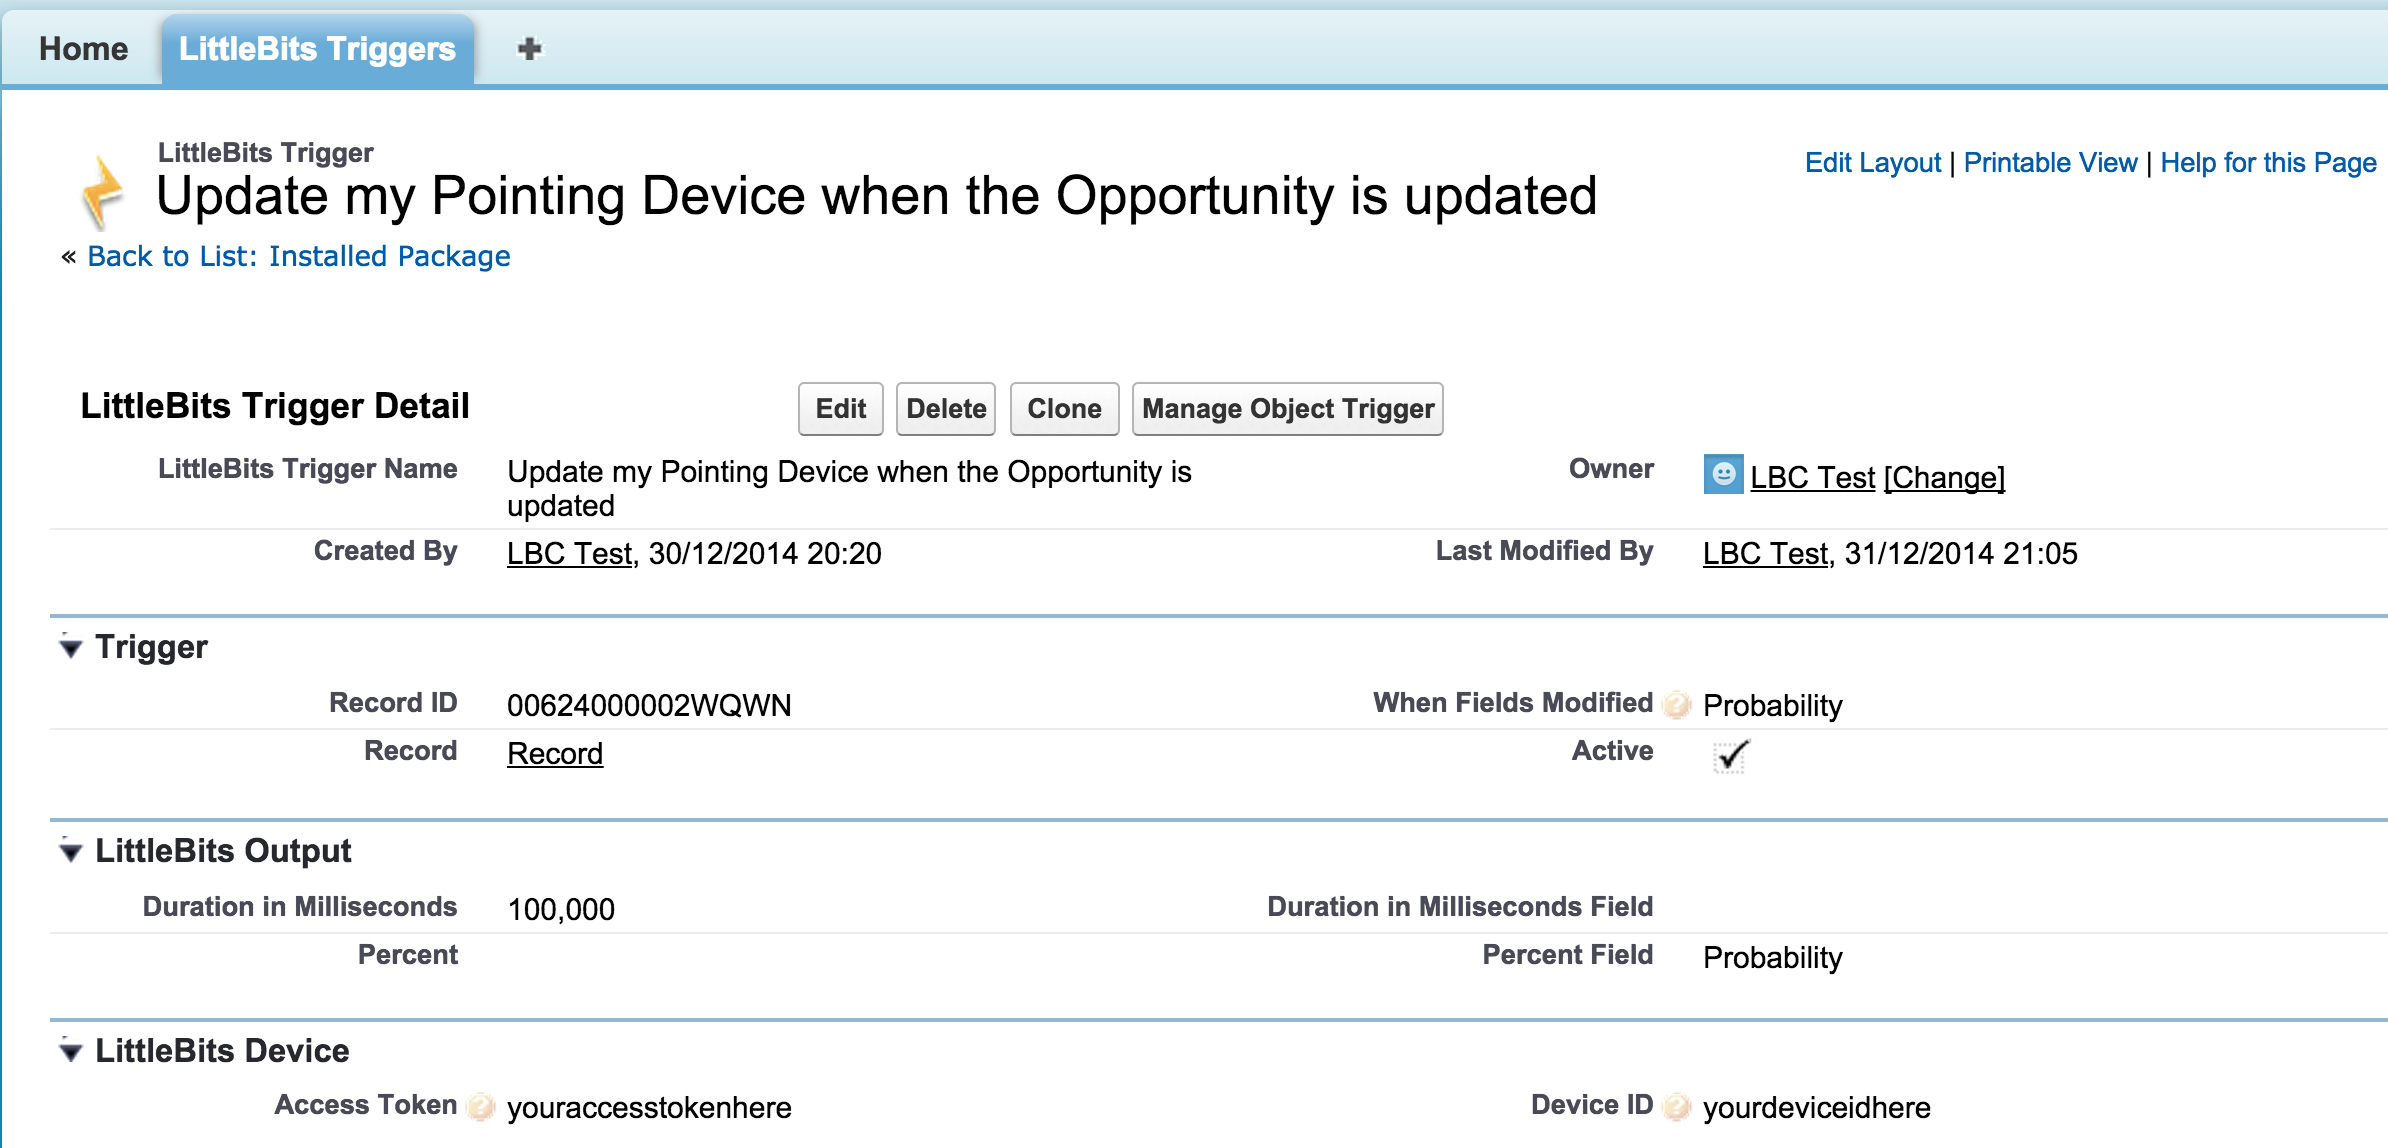 Home LittleBits Triggers
LittleBits Trigger
Update my Pointing Device when the Opportunity is updated
Edit Layout | Printable View | Help for this Page
« Back to List: Installed Package
LittleBits Trigger Detail
Edit Delete Clone Manage Object Trigger
LittleBits Trigger Name Update my Pointing Device when the Opportunity is
updated
Owner LBC Test [Change]
Created By LBC Test, 30/12/2014 20:20
Last Modified By LBC Test, 31/12/2014 21:05
Trigger
Record ID 00624000002WQWN
When Fields Modified ? Probability
Record Record
Active
LittleBits Output
Duration in Milliseconds 100,000
Duration in Milliseconds Field
Percent
Percent Field Probability
LittleBits Device
Access Token ? youraccesstokenhere
Device ID ? yourdeviceidhere